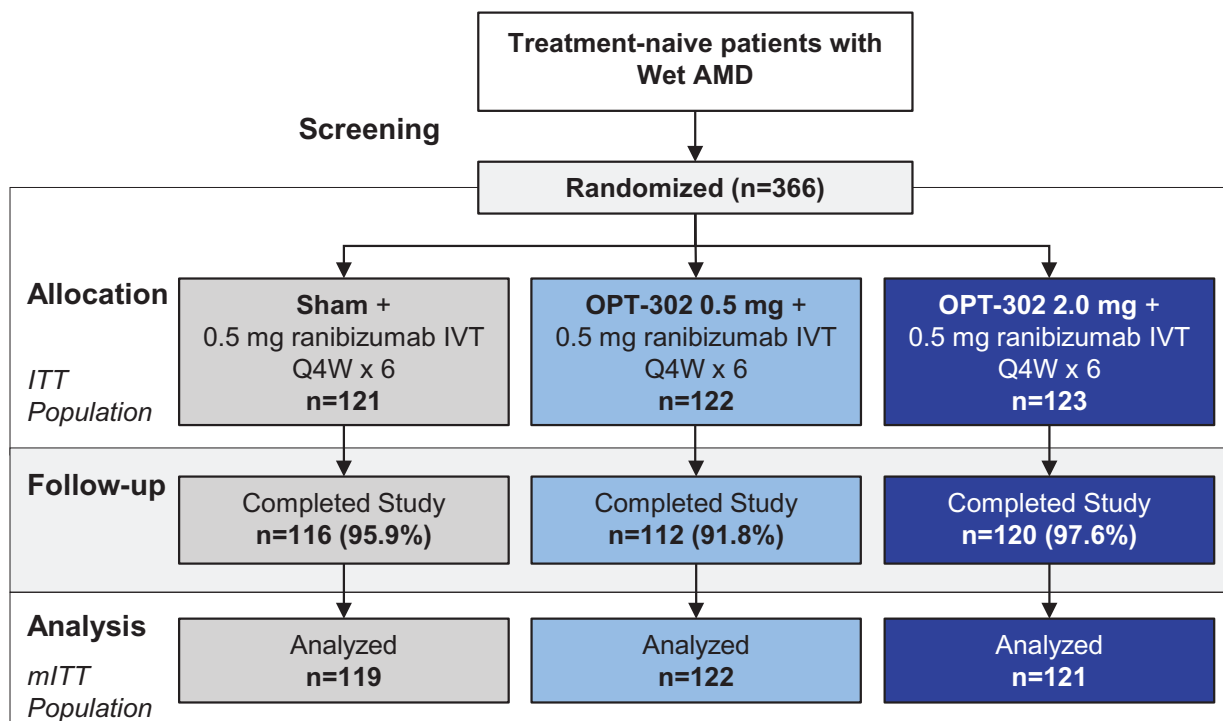 Treatment-naive patients with
Wet AMD
Screening
Randomized (n=366)
Allocation
ITT
Population
Sham +
0.5 mg ranibizumab IVT
Q4W x 6
n=121
OPT-302 0.5 mg +
0.5 mg ranibizumab IVT
Q4W x 6
n=122
OPT-302 2.0 mg +
0.5 mg ranibizumab IVT
Q4W x 6
n=123
Follow-up
Completed Study
n=116 (95.9%)
Completed Study
n=112 (91.8%)
Completed Study
n=120 (97.6%)
Analysis
mITT
Population
Analyzed
n=119
Analyzed
n=122
Analyzed
n=121